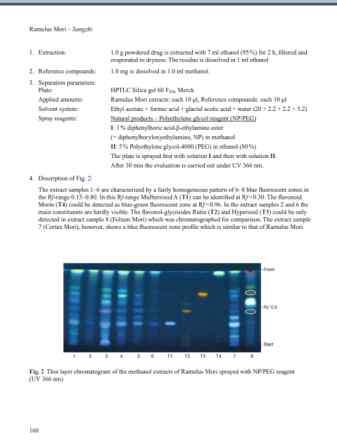 Ramulus Mori – Sangzhi
1. Extraction: 1.0 g powdered drug is extracted with 7 ml ethanol (95%) for 2 h, filtered and
evaporated to dryness. The residue is dissolved in 1 ml ethanol
2. Reference compounds: 1.0 mg is dissolved in 1.0 ml methanol
3. Separation parameters:
Plate: HPTLC Silica gel 60 F254, Merck
Applied amounts: Ramulus Mori extracts: each 10 µl, Reference compounds: each 10 µl
Solvent system: Ethyl acetate + formic acid + glacial acetic acid + water
Spray reagent: Natural products – Polyethylene glycol reagent (NP/PEG)
I: 1% diphenylboric acid-β-ethylamino ester
(= diphenylboryloxyethylamine, NP) in methanol
II: 5% Polyethylene glycol-4000 (PEG) in ethanol (80%)
The plate is sprayed first with solution I and then with solution II.
After 30 min the evaluation is carried out under UV 366 nm.
4. Description of Fig. 2:
The extract samples 1–6 are characterized by a fairly homogeneous pattern of 6–8 blue fluorescent zones in
the Rf-range 0.15–0.80. In this Rf-range Mulberrosid A (T1) can be identified at Rf = 0.30. The flavonoid
Morin (T4) could be detected as blue-green fluorescent zone at Rf = 0.96. In the extract samples 2 and 6 the
main constituents are hardly visible. The flavonol-glycosides Rutin (T2) and Hyperosid (T3) could be only
detected in extract sample 8 (Folium Mori) which was chromatographed for comparison. The extract sample
7 (Cortex Mori), however, shows a blue fluorescent zone profile which is similar to that of Ramulus Mori.
Front
Rf 0.5
Start
1 2 3 4 5 6 T1 T2 T3 T4 7 8
Fig. 2 Thin layer chromatogram of the methanol extracts of Ramulus Mori sprayed with NP/PEG reagent
(UV 366 nm)
160